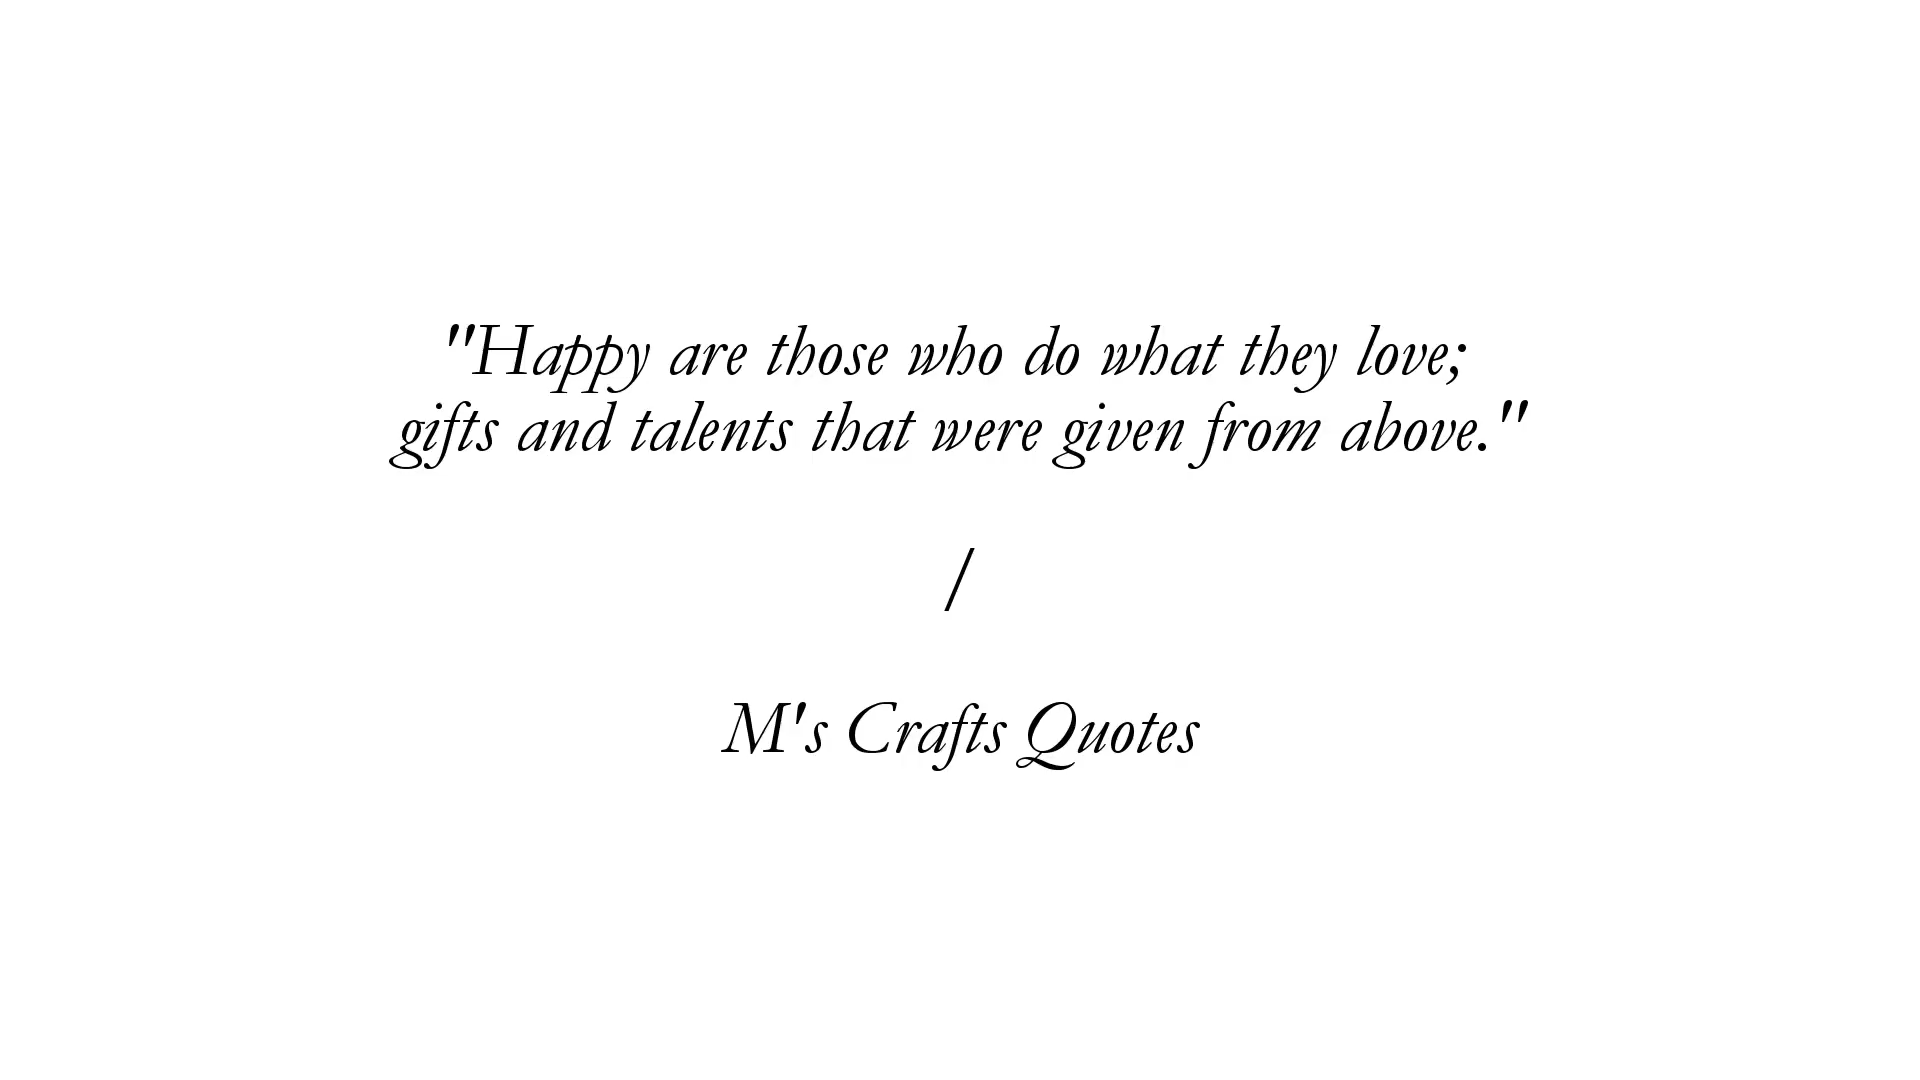 "Happy are those who do what they love;
gifts and talents that were given from above."
/
M's Crafts Quotes